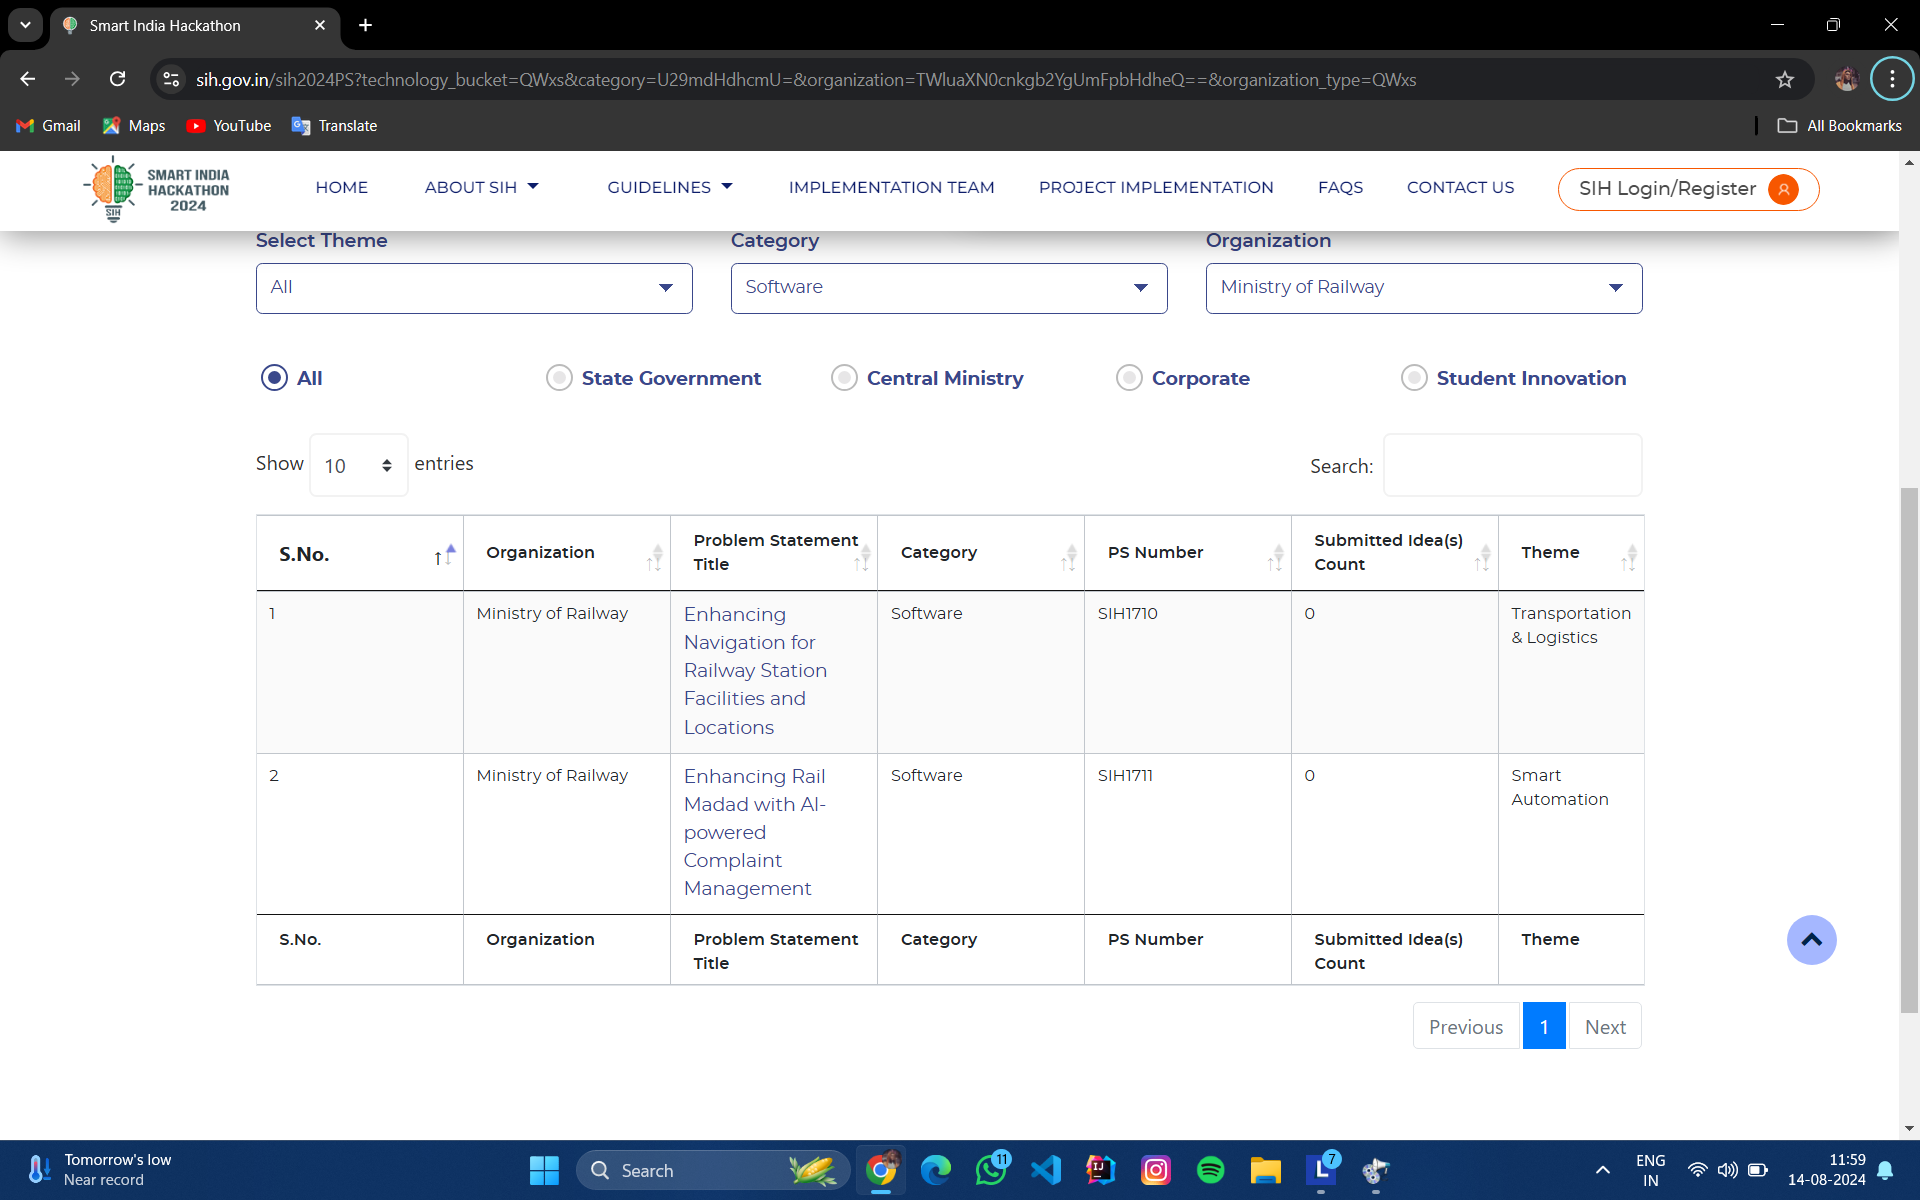 Smart India Hackathon
sih.gov.in/sih2024PS?technology_bucket=QWxs&category=U29mdHdhcmU=&organization=TWluaXN0cnkgb2YgUmFpbHdheQ==&organization_type=QWxs
Gmail Maps YouTube Translate All Bookmarks
SMART INDIA
HACKATHON
2024
SIH
HOME ABOUT SIH GUIDELINES IMPLEMENTATION TEAM PROJECT IMPLEMENTATION FAQS CONTACT US SIH Login/Register
Select Theme Category Organization
All Software Ministry of Railway
All State Government Central Ministry Corporate Student Innovation
Show 10 entries Search:
S.No. Organization Problem Statement Title Category PS Number Submitted Idea(s) Count Theme
1 Ministry of Railway Enhancing Software SIH1710 0 Transportation
Navigation for & Logistics
Railway Station
Facilities and
Locations
2 Ministry of Railway Enhancing Rail Software SIH1711 0 Smart
Madad with AI- Automation
powered
Complaint
Management
S.No. Organization Problem Statement Title Category PS Number Submitted Idea(s) Count Theme
Previous 1 Next
Tomorrow's low
Near record
Search
11
7
ENG
IN
11:59
14-08-2024